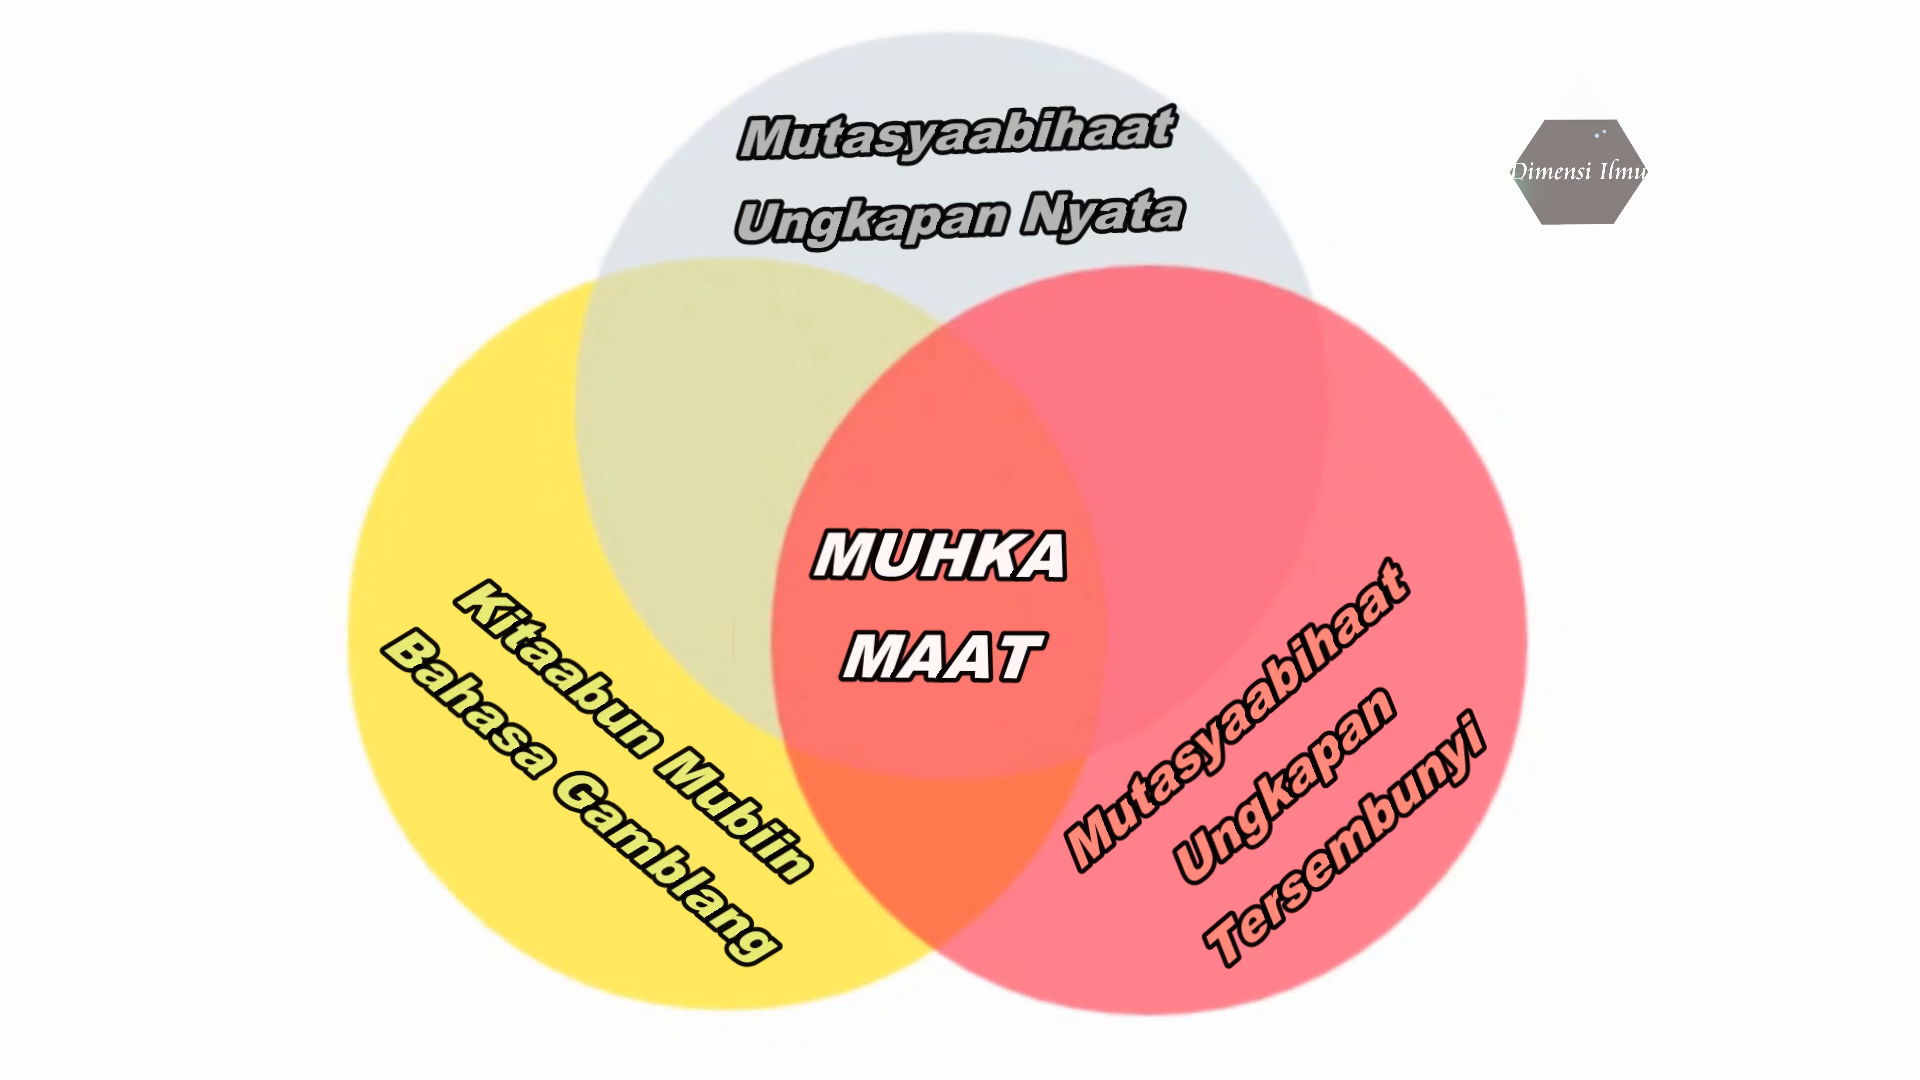 Mutasyaabihaat
Ungkapan Nyata
Dimensi Ilmu
MUHKA
MAAT
Kitaabun Mubiin
Bahasa Gamblang
Mutasyaabihaat
Ungkapan
Tersembunyi